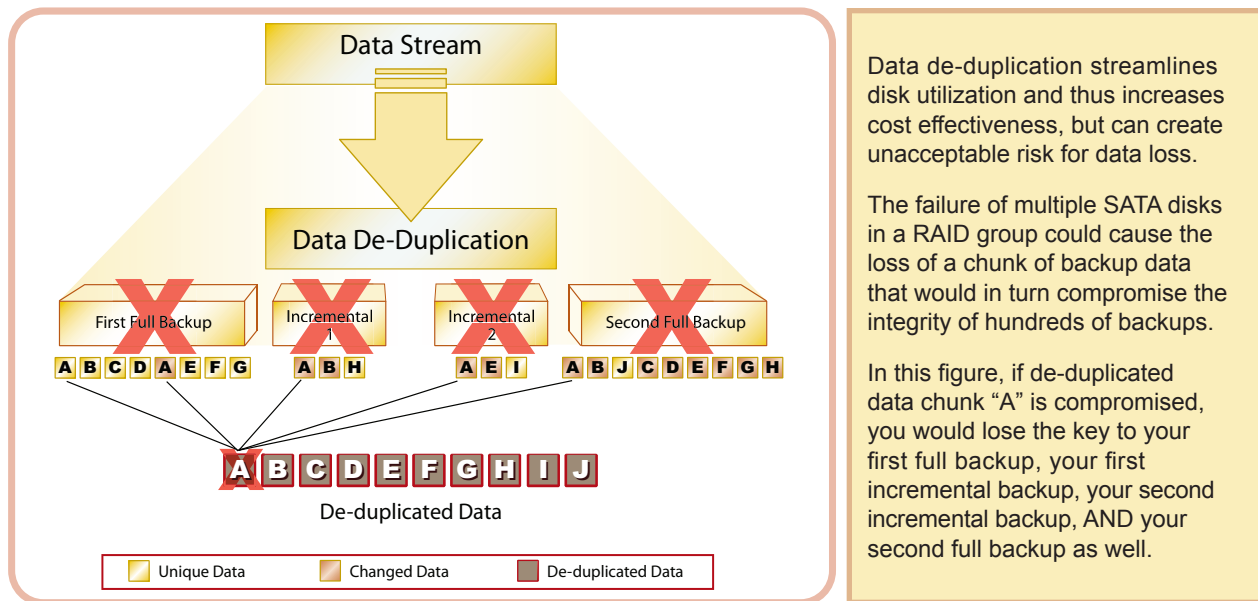 Data Stream
Data De-Duplication
First Full Backup
Incremental
1
Incremental
2
Second Full Backup
A B C D A E F G
A B H
A E I
A B J C D E F G H
A B C D E F G H I J
De-duplicated Data
Unique Data
Changed Data
De-duplicated Data
Data de-duplication streamlines
disk utilization and thus increases
cost effectiveness, but can create
unacceptable risk for data loss.
The failure of multiple SATA disks
in a RAID group could cause the
loss of a chunk of backup data
that would in turn compromise the
integrity of hundreds of backups.
In this figure, if de-duplicated
data chunk “A” is compromised,
you would lose the key to your
first full backup, your first
incremental backup, your second
incremental backup, AND your
second full backup as well.